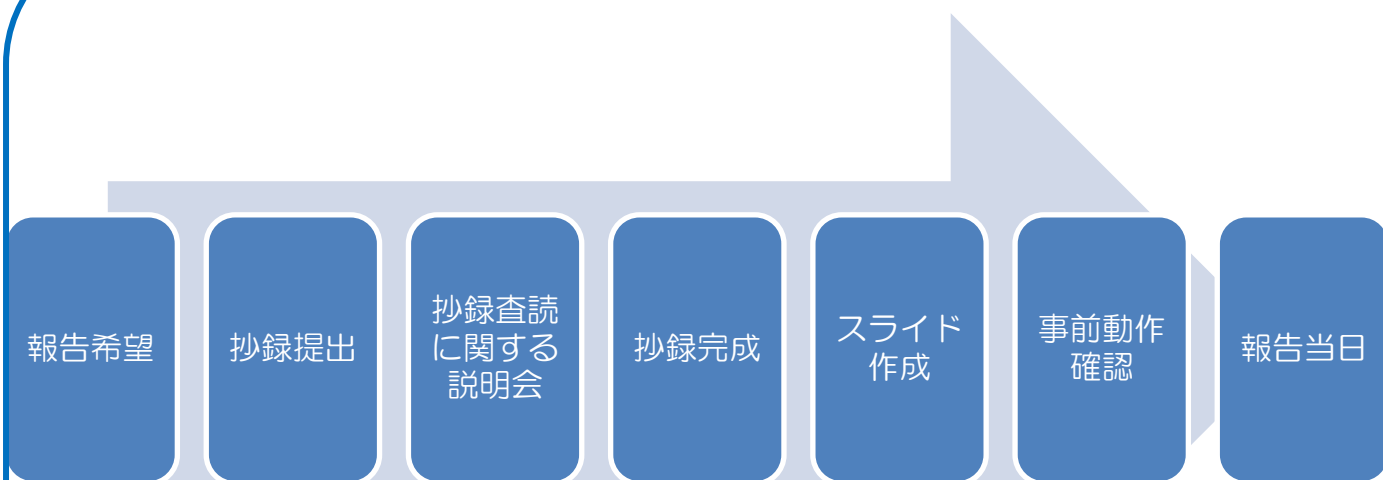 報告希望
抄録提出
抄録査読
に関する
説明会
抄録完成
スライド
作成
事前動作
確認
報告当日